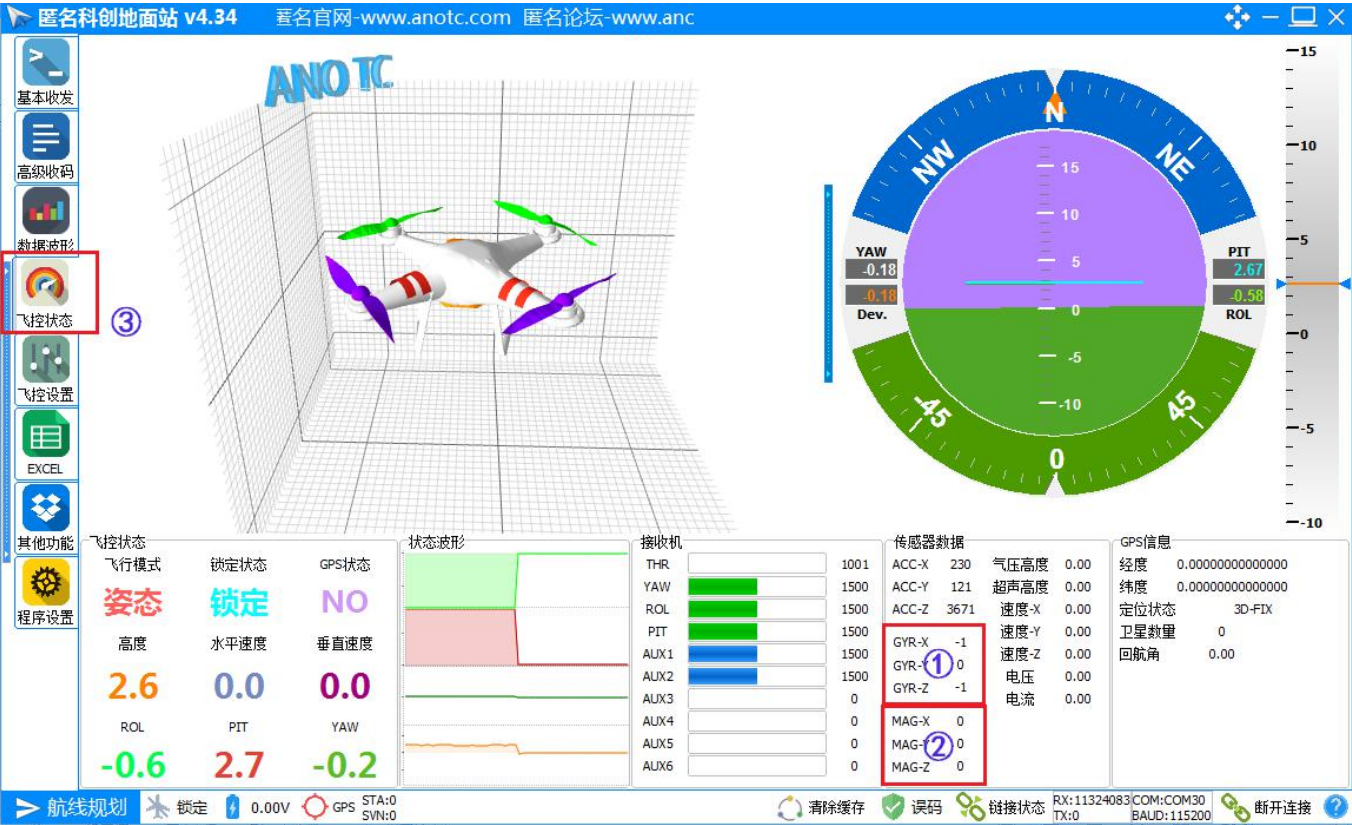 匿名科创地面站 v4.34 匿名官网-www.anotc.com 匿名论坛-www.anc
基本收发
高级收码
数据波形
飞控状态
③
飞控设置
EXCEL
其他功能
程序设置
ANO TC
N
NW
NE
15
10
5
0
-5
-10
YAW
-0.18
-0.18
Dev.
PIT
2.67
-0.58
ROL
-45
45
0
15
10
5
0
-5
-10
飞控状态
飞行模式 锁定状态 GPS状态
姿态 锁定 NO
高度 水平速度 垂直速度
2.6 0.0 0.0
ROL PIT YAW
-0.6 2.7 -0.2
状态波形
接收机
THR 1001
YAW 1500
ROL 1500
PIT 1500
AUX1 1500
AUX2 1500
AUX3 0
AUX4 0
AUX5 0
AUX6 0
传感器数据
ACC-X 230 气压高度 0.00
ACC-Y 121 超声高度 0.00
ACC-Z 3671 速度-X 0.00
GYR-X -1 速度-Y 0.00
GYR-Y ① 0 速度-Z 0.00
GYR-Z -1 电压 0.00
电流 0.00
MAG-X 0
MAG-Y ② 0
MAG-Z 0
GPS信息
经度 0.00000000000000
纬度 0.00000000000000
定位状态 3D-FIX
卫星数量 0
回航角 0.00
航线规划 锁定 0.00V GPS STA:0
SVN:0
清除缓存 误码 链接状态 RX:11324083 COM:COM30
TX:0 BAUD:115200
断开连接 ?